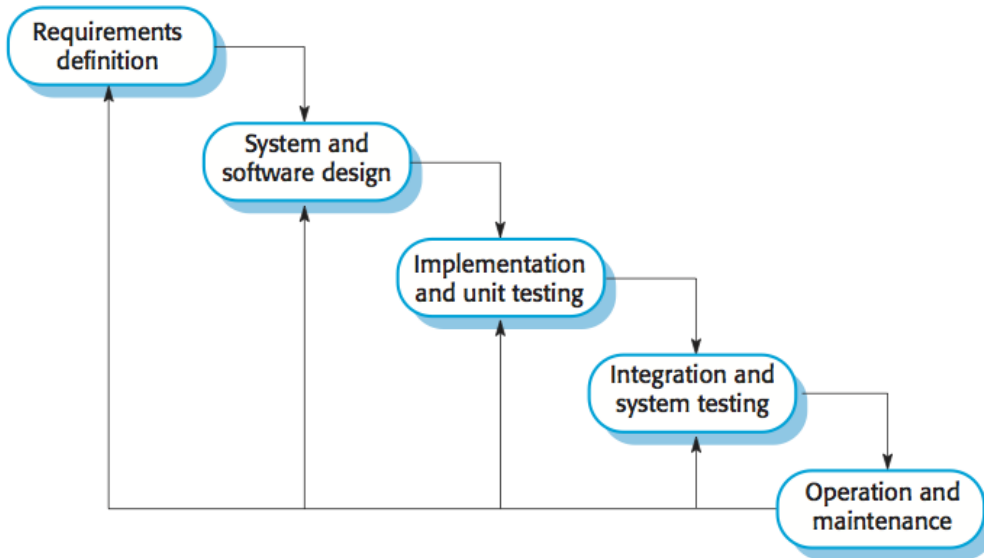 Requirements
definition
System and
software design
Implementation
and unit testing
Integration and
system testing
Operation and
maintenance